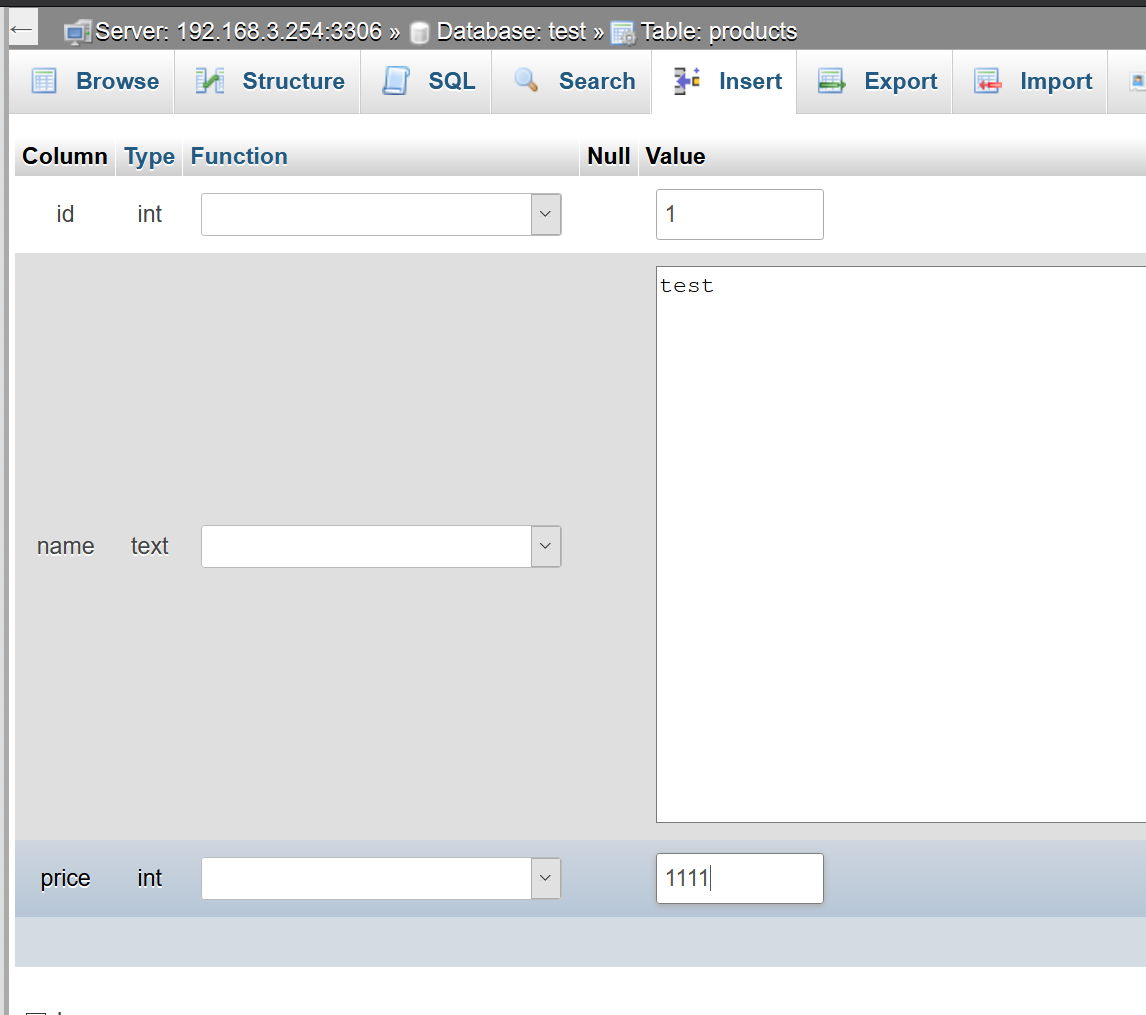 Server: 192.168.3.254:3306 » Database: test » Table: products
Browse Structure SQL Search Insert Export Import
Column Type Function Null Value
id int 1
test
name text
price int 1111